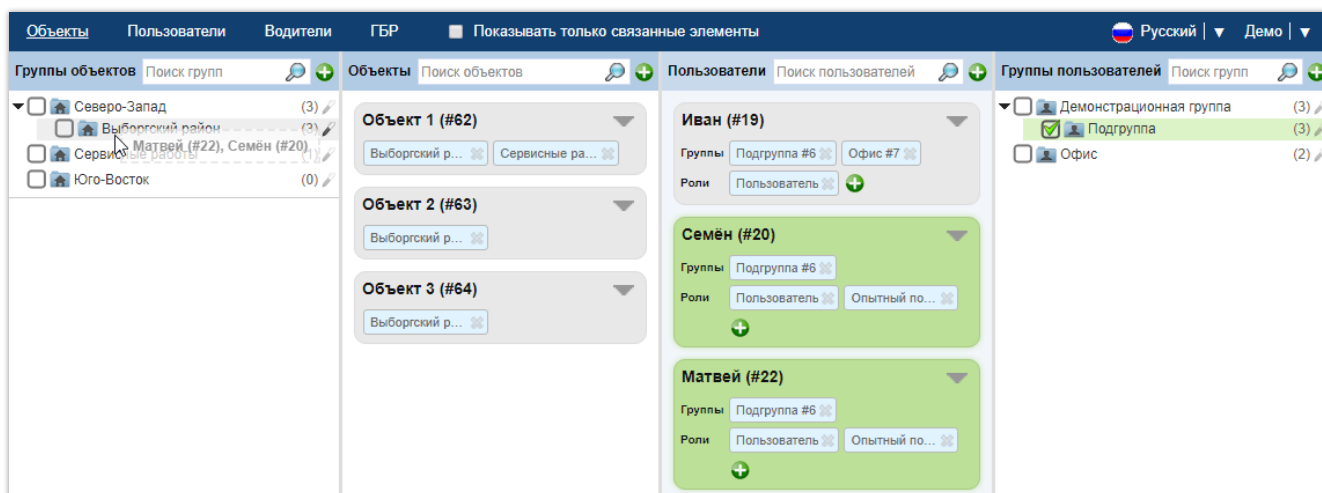 Объекты Пользователи Водители ГБР Показывать только связанные элементы Русский Демо
Группы объектов Поиск групп
Северо-Запад (3)
Выборгский район (3)
Матвей (#22), Семён (#20)
Сервисные работы (1)
Юго-Восток (0)
Объекты Поиск объектов
Объект 1 (#62)
Выборгский р... Сервисные ра...
Объект 2 (#63)
Выборгский р...
Объект 3 (#64)
Выборгский р...
Пользователи Поиск пользователей
Иван (#19)
Группы Подгруппа #6 Офис #7
Роли Пользователь
Семён (#20)
Группы Подгруппа #6
Роли Пользователь Опытный по...
Матвей (#22)
Группы Подгруппа #6
Роли Пользователь Опытный по...
Группы пользователей Поиск групп
Демонстрационная группа (3)
Подгруппа (3)
Офис (2)